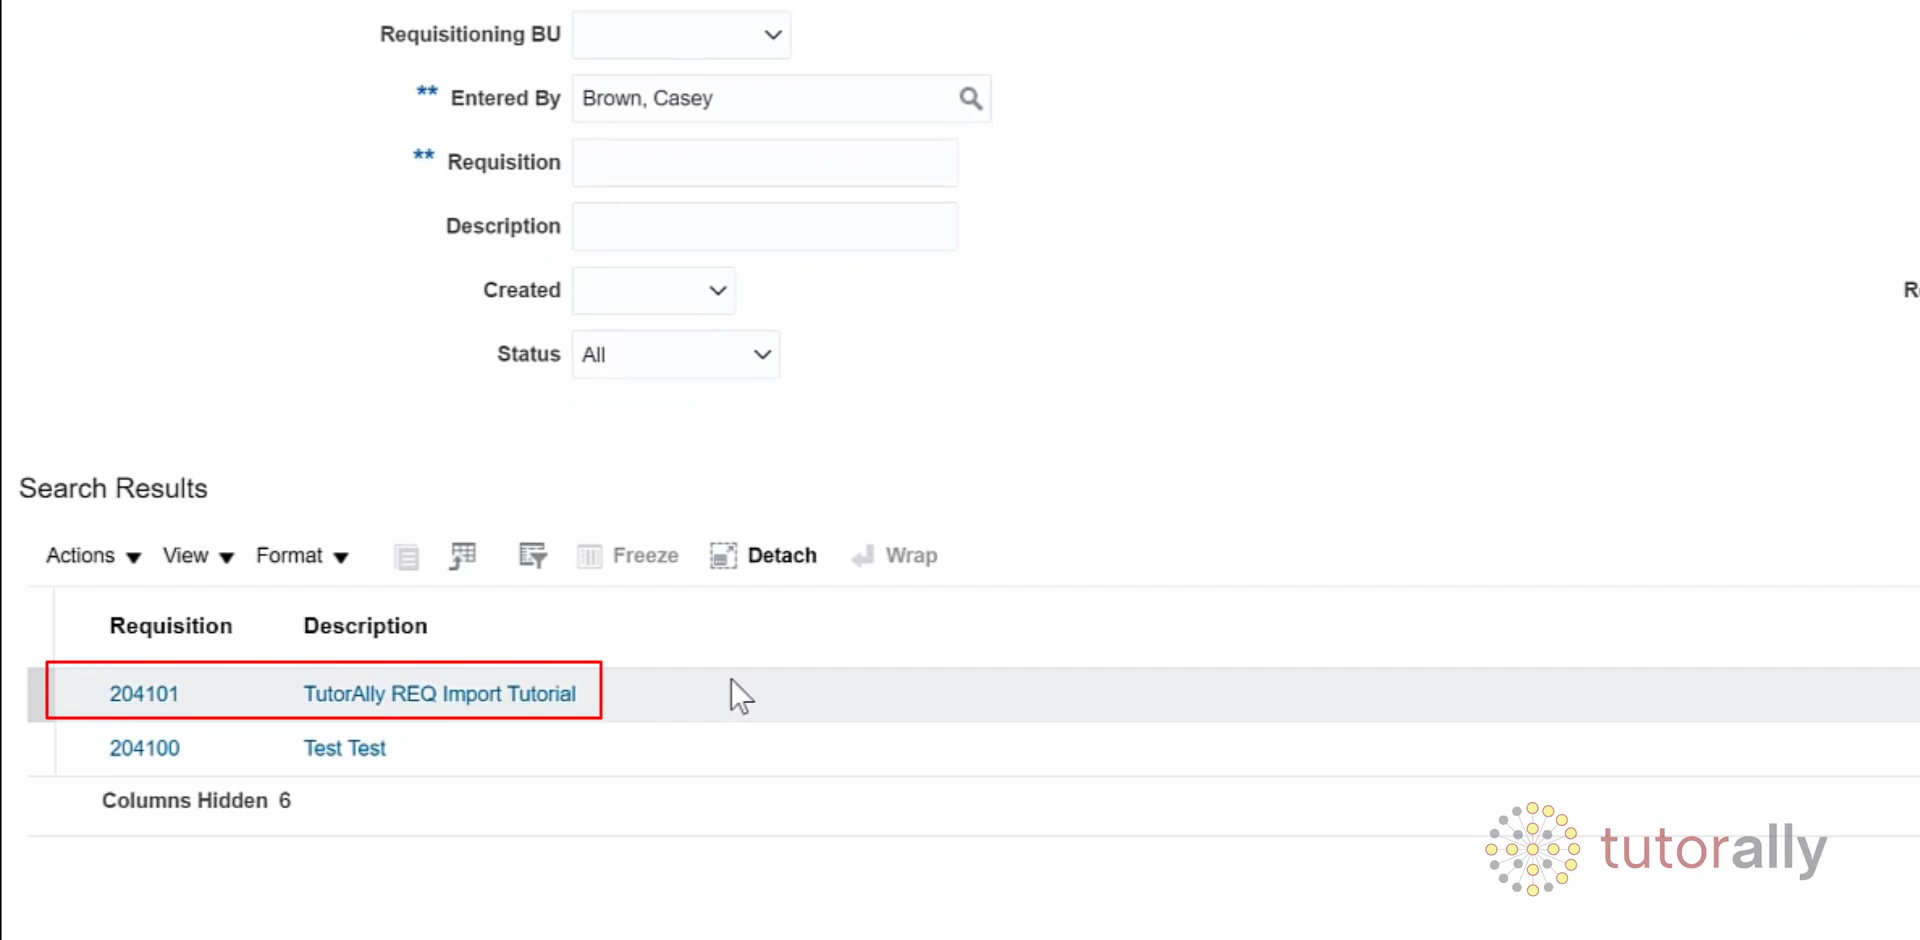 Requisitioning BU
** Entered By Brown, Casey
** Requisition
Description
Created
Status All
Search Results
Actions View Format Freeze Detach Wrap
Requisition Description
204101 TutorAlly REQ Import Tutorial
204100 Test Test
Columns Hidden 6
tutorally